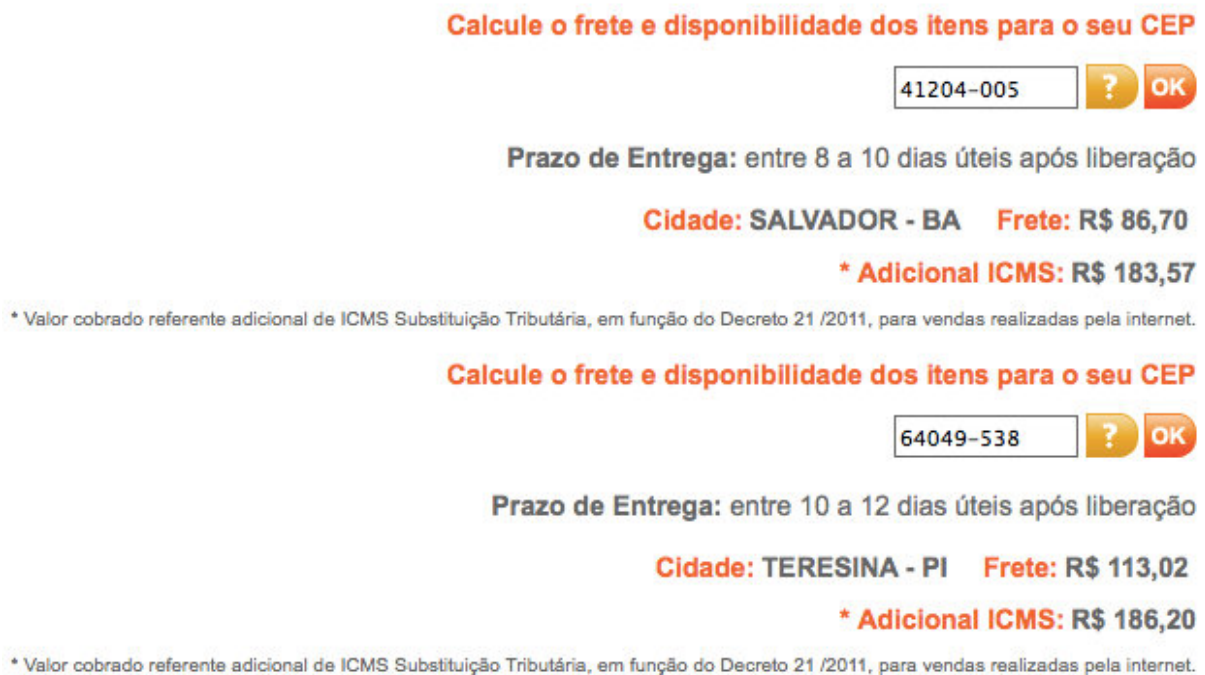 Calcule o frete e disponibilidade dos itens para o seu CEP
41204-005 ? OK
Prazo de Entrega: entre 8 a 10 dias úteis após liberação
Cidade: SALVADOR - BA Frete: R$ 86,70
* Adicional ICMS: R$ 183,57
* Valor cobrado referente adicional de ICMS Substituição Tributária, em função do Decreto 21 /2011, para vendas realizadas pela internet.
Calcule o frete e disponibilidade dos itens para o seu CEP
64049-538 ? OK
Prazo de Entrega: entre 10 a 12 dias úteis após liberação
Cidade: TERESINA - PI Frete: R$ 113,02
* Adicional ICMS: R$ 186,20
* Valor cobrado referente adicional de ICMS Substituição Tributária, em função do Decreto 21 /2011, para vendas realizadas pela internet.